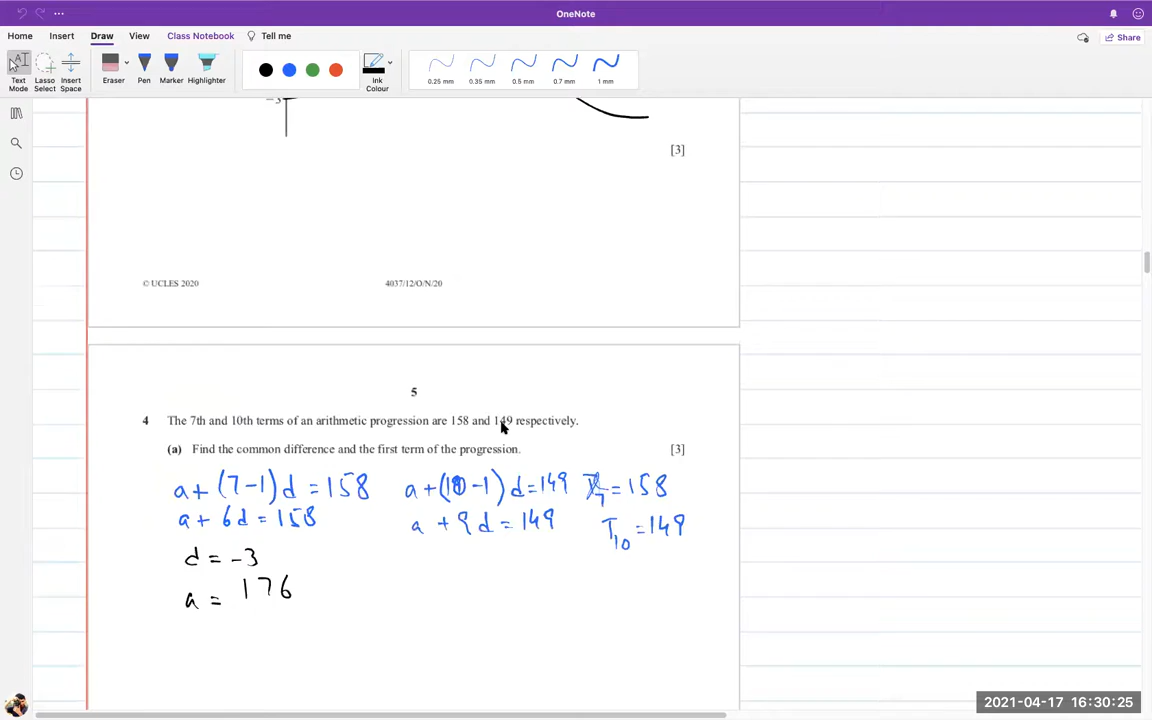 OneNote
Home Insert Draw View Class Notebook Tell me
Share
Text Mode
Lasso Select
Insert Space
Eraser
Pen
Marker
Highlighter
Ink Colour
0.25 mm 0.35 mm 0.5 mm 0.7 mm 1 mm
−3
[3]
© UCLES 2020 4037/12/O/N/20
5
4 The 7th and 10th terms of an arithmetic progression are 158 and 149 respectively.
(a) Find the common difference and the first term of the progression. [3]
a+(7-1)d=158 a+(10-1)d=149 T7=158
a+6d=158 a+9d=149 T10=149
d=-3
a=176
2021-04-17 16:30:25